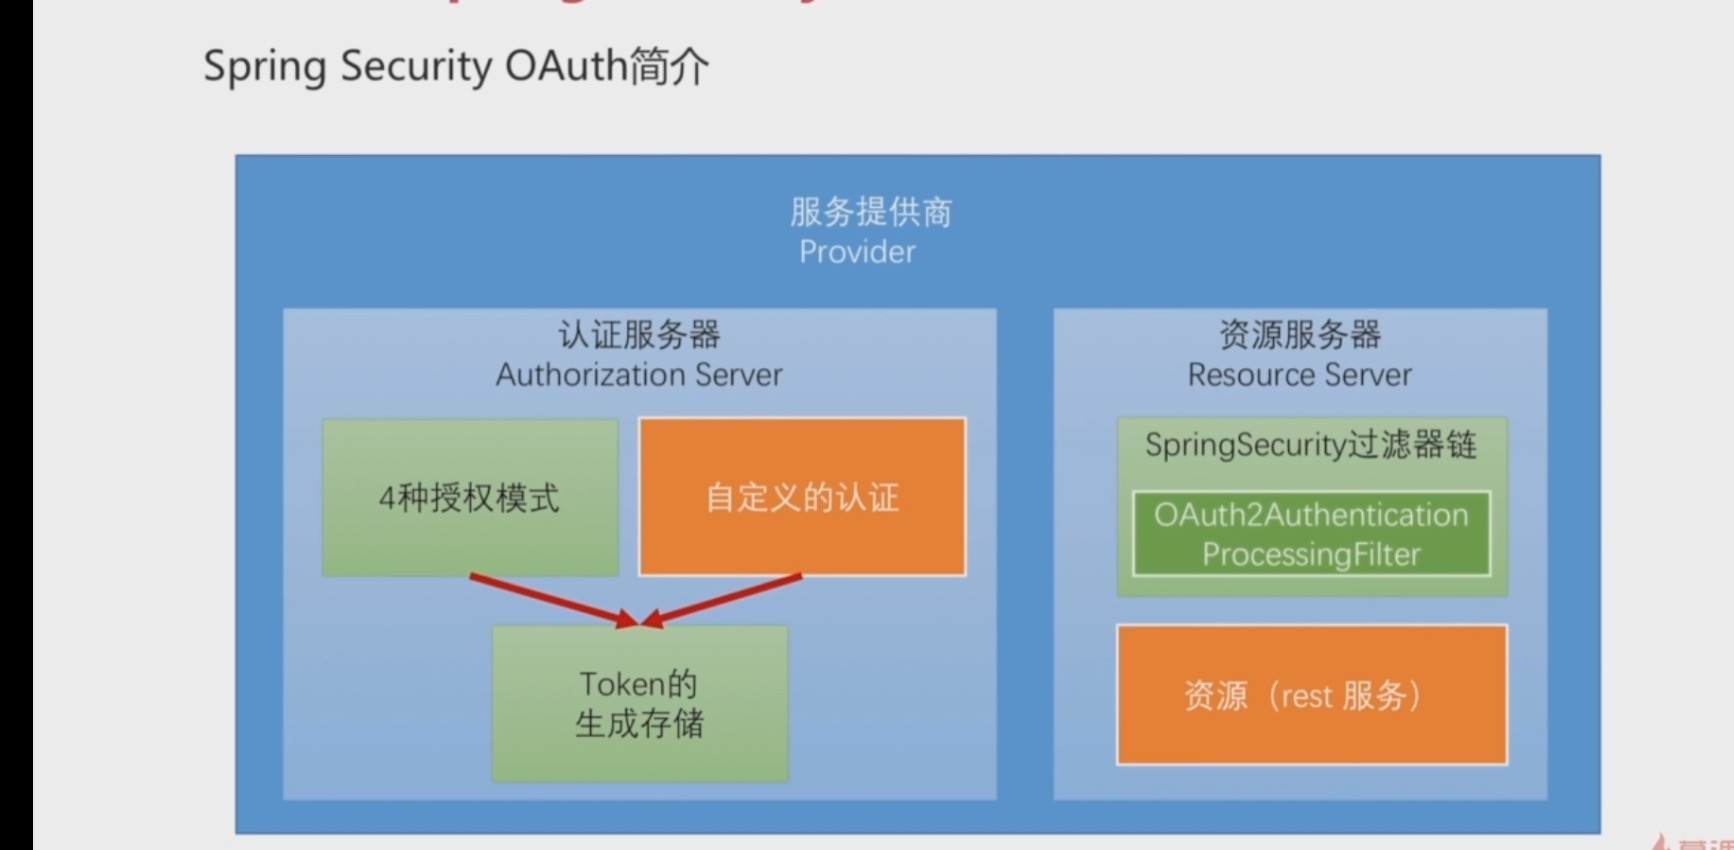 Spring Security OAuth简介
服务提供商
Provider
认证服务器
Authorization Server
4种授权模式
自定义的认证
Token的
生成存储
资源服务器
Resource Server
SpringSecurity过滤器链
OAuth2Authentication
ProcessingFilter
资源（rest 服务）